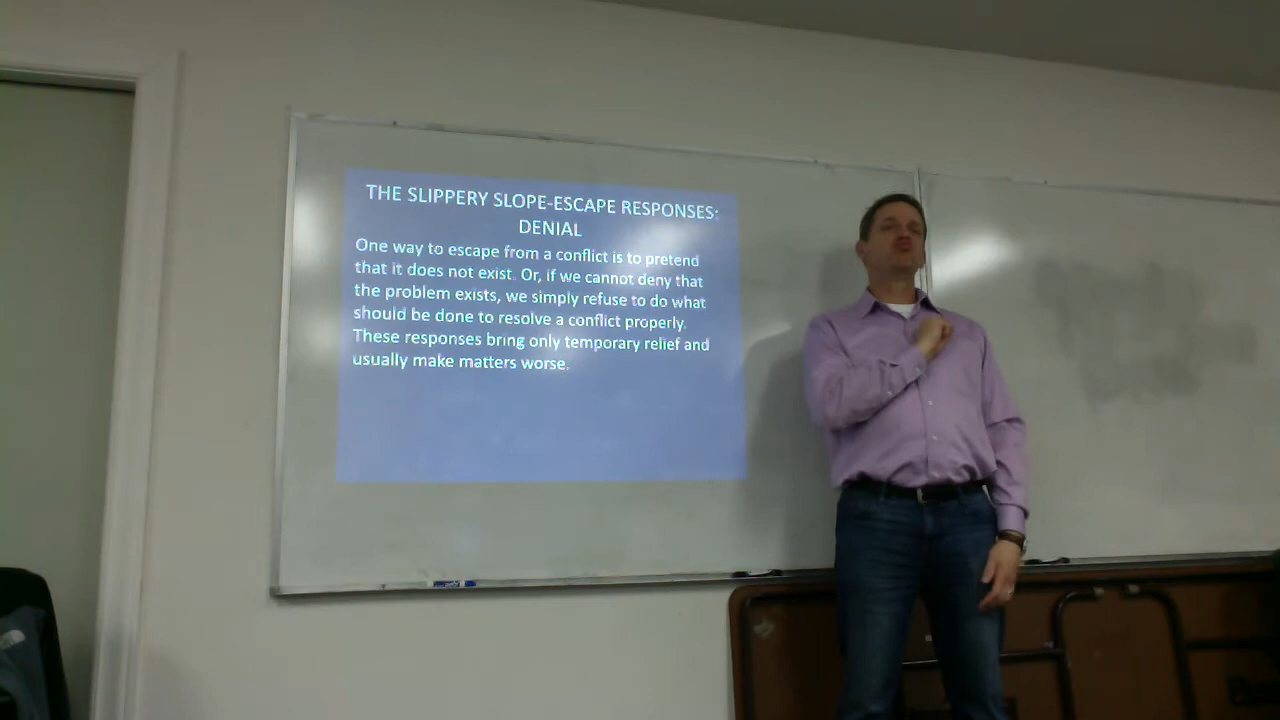 THE SLIPPERY SLOPE-ESCAPE RESPONSES:
DENIAL
One way to escape from a conflict is to pretend
that it does not exist. Or, if we cannot deny that
the problem exists, we simply refuse to do what
should be done to resolve a conflict properly.
These responses bring only temporary relief and
usually make matters worse.